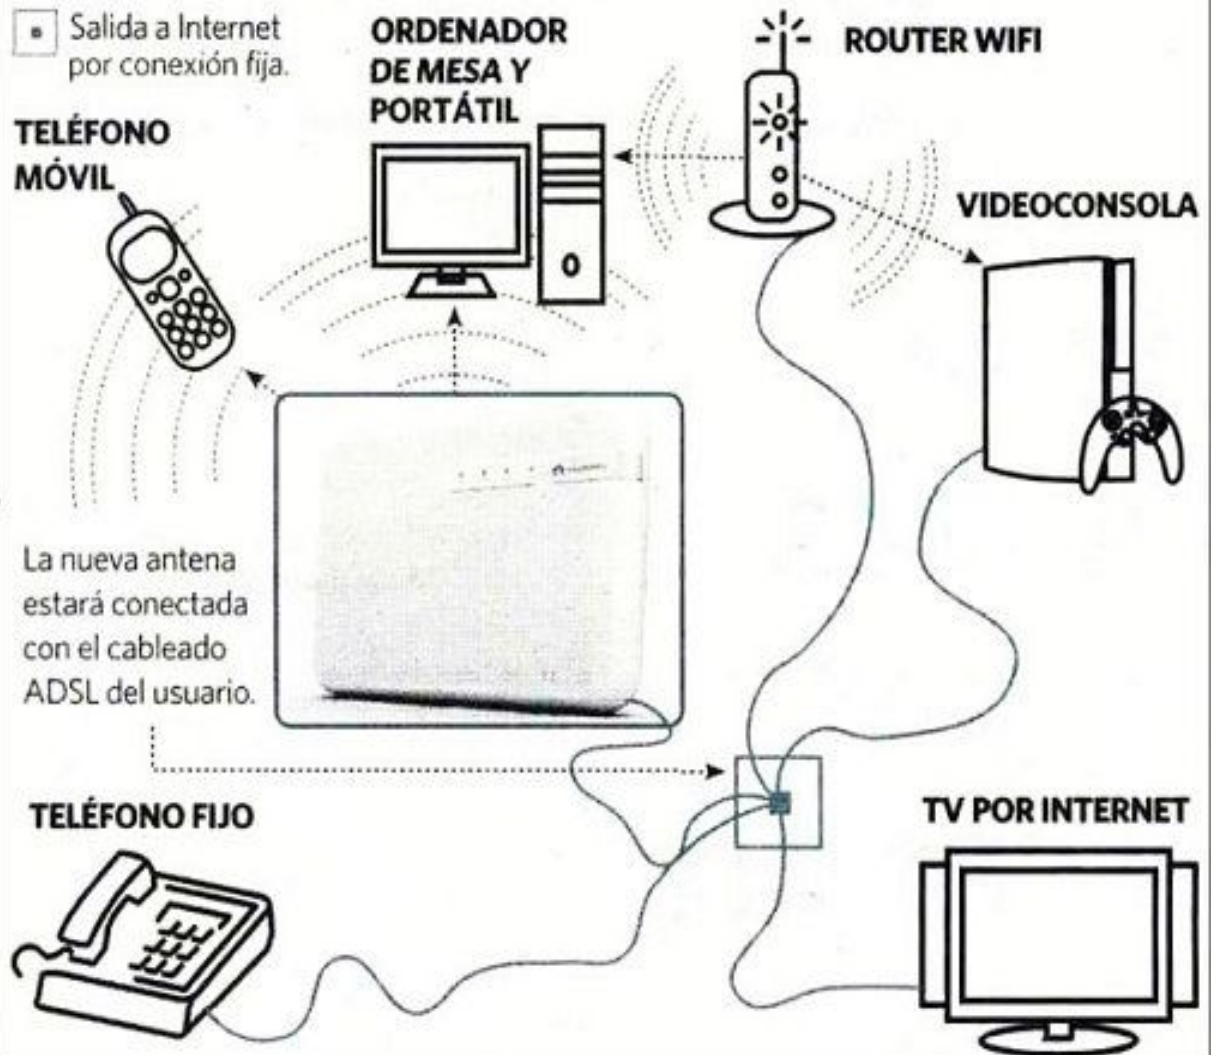 Salida a Internet
por conexión fija.
ORDENADOR
DE MESA Y
PORTÁTIL
ROUTER WIFI
TELÉFONO
MÓVIL
VIDEOCONSOLA
La nueva antena
estará conectada
con el cableado
ADSL del usuario.
TELÉFONO FIJO
TV POR INTERNET